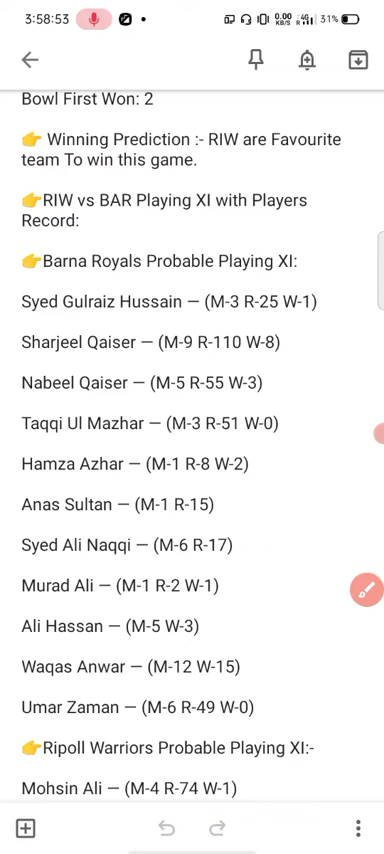 3:58:53
0.00 KB/S
4G R
31%
Bowl First Won: 2
👉 Winning Prediction :- RIW are Favourite
team To win this game.
👉RIW vs BAR Playing XI with Players
Record:
👉Barna Royals Probable Playing XI:
Syed Gulraiz Hussain – (M-3 R-25 W-1)
Sharjeel Qaiser – (M-9 R-110 W-8)
Nabeel Qaiser – (M-5 R-55 W-3)
Taqqi Ul Mazhar – (M-3 R-51 W-0)
Hamza Azhar – (M-1 R-8 W-2)
Anas Sultan – (M-1 R-15)
Syed Ali Naqqi – (M-6 R-17)
Murad Ali – (M-1 R-2 W-1)
Ali Hassan – (M-5 W-3)
Waqas Anwar – (M-12 W-15)
Umar Zaman – (M-6 R-49 W-0)
👉Ripoll Warriors Probable Playing XI:-
Mohsin Ali – (M-4 R-74 W-1)